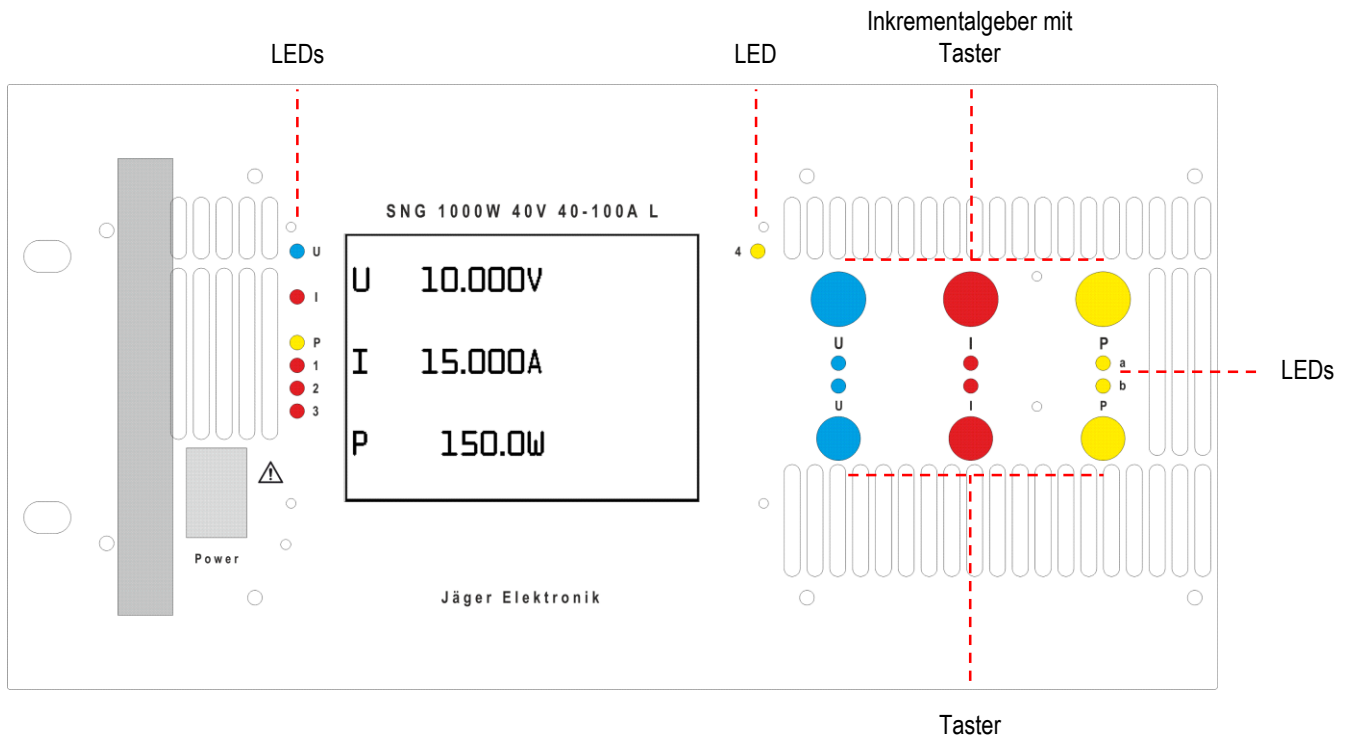 Inkrementalgeber mit
Taster
LEDs
LED
SNG 1000W 40V 40-100A L
U
I
P
1
2
3
U 10.000V
I 15.000A
P 150.0W
4
U I P
a
b
U I P
LEDs
Power
Jäger Elektronik
Taster